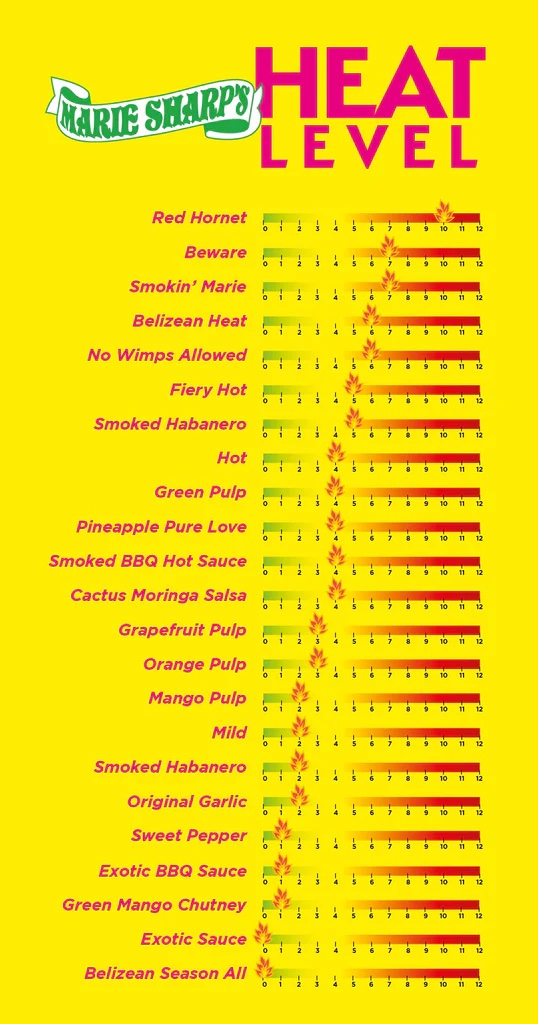 MARIE SHARP'S
HEAT
LEVEL
Red Hornet
0 1 2 3 4 5 6 7 8 9 10 11 12
Beware
0 1 2 3 4 5 6 7 8 9 10 11 12
Smokin' Marie
0 1 2 3 4 5 6 7 8 9 10 11 12
Belizean Heat
0 1 2 3 4 5 6 7 8 9 10 11 12
No Wimps Allowed
0 1 2 3 4 5 6 7 8 9 10 11 12
Fiery Hot
0 1 2 3 4 5 6 7 8 9 10 11 12
Smoked Habanero
0 1 2 3 4 5 6 7 8 9 10 11 12
Hot
0 1 2 3 4 5 6 7 8 9 10 11 12
Green Pulp
0 1 2 3 4 5 6 7 8 9 10 11 12
Pineapple Pure Love
0 1 2 3 4 5 6 7 8 9 10 11 12
Smoked BBQ Hot Sauce
0 1 2 3 4 5 6 7 8 9 10 11 12
Cactus Moringa Salsa
0 1 2 3 4 5 6 7 8 9 10 11 12
Grapefruit Pulp
0 1 2 3 4 5 6 7 8 9 10 11 12
Orange Pulp
0 1 2 3 4 5 6 7 8 9 10 11 12
Mango Pulp
0 1 2 3 4 5 6 7 8 9 10 11 12
Mild
0 1 2 3 4 5 6 7 8 9 10 11 12
Smoked Habanero
0 1 2 3 4 5 6 7 8 9 10 11 12
Original Garlic
0 1 2 3 4 5 6 7 8 9 10 11 12
Sweet Pepper
0 1 2 3 4 5 6 7 8 9 10 11 12
Exotic BBQ Sauce
0 1 2 3 4 5 6 7 8 9 10 11 12
Green Mango Chutney
0 1 2 3 4 5 6 7 8 9 10 11 12
Exotic Sauce
0 1 2 3 4 5 6 7 8 9 10 11 12
Belizean Season All
0 1 2 3 4 5 6 7 8 9 10 11 12